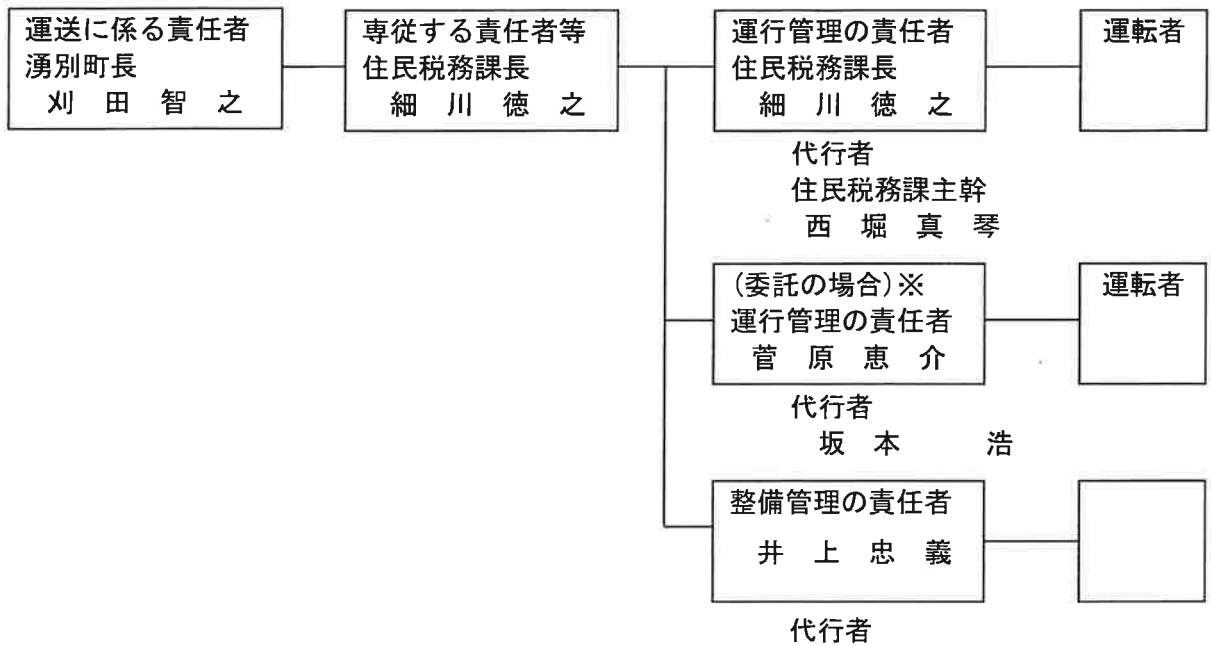 運送に係る責任者
湧別町長
刈 田 智 之
専従する責任者等
住民税務課長
細 川 徳 之
運行管理の責任者
住民税務課長
細 川 徳 之
運転者
代行者
住民税務課主幹
西 堀 真 琴
(委託の場合)※
運行管理の責任者
菅 原 恵 介
運転者
代行者
坂 本 浩
整備管理の責任者
井 上 忠 義
代行者